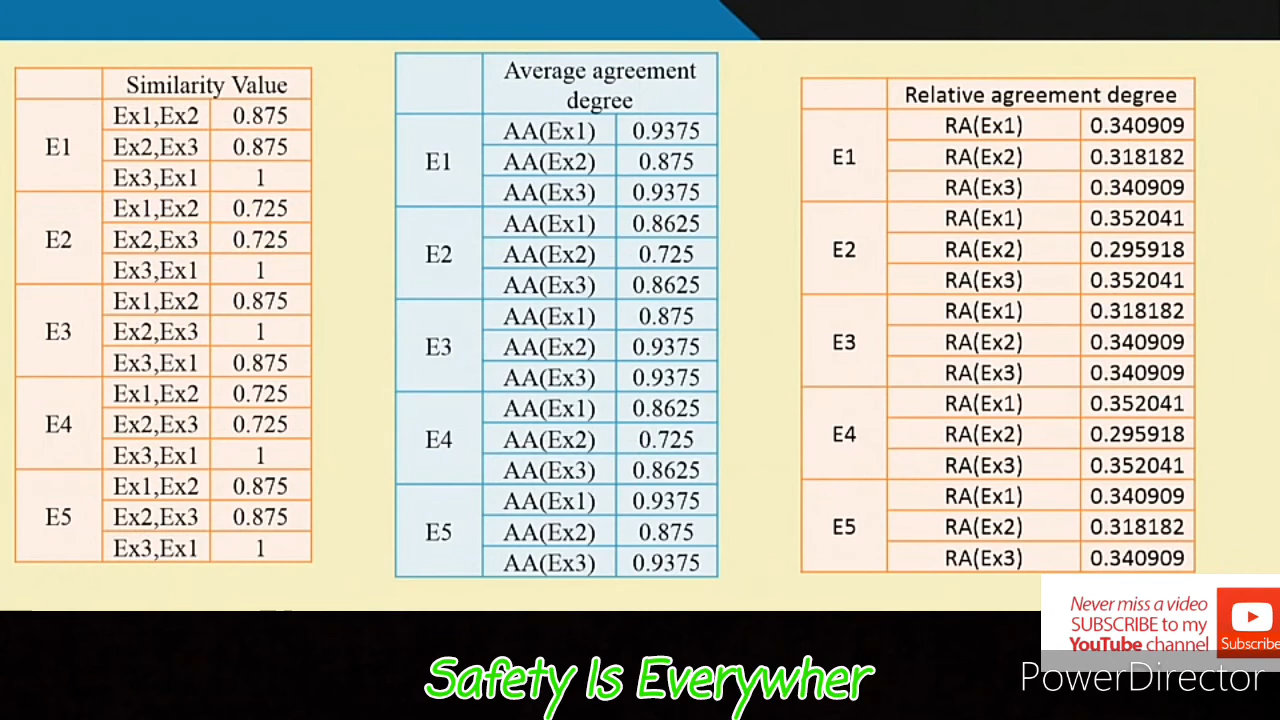 Similarity Value
E1
Ex1,Ex2 0.875
Ex2,Ex3 0.875
Ex3,Ex1 1
E2
Ex1,Ex2 0.725
Ex2,Ex3 0.725
Ex3,Ex1 1
E3
Ex1,Ex2 0.875
Ex2,Ex3 1
Ex3,Ex1 0.875
E4
Ex1,Ex2 0.725
Ex2,Ex3 0.725
Ex3,Ex1 1
E5
Ex1,Ex2 0.875
Ex2,Ex3 0.875
Ex3,Ex1 1
Average agreement
degree
E1
AA(Ex1) 0.9375
AA(Ex2) 0.875
AA(Ex3) 0.9375
E2
AA(Ex1) 0.8625
AA(Ex2) 0.725
AA(Ex3) 0.8625
E3
AA(Ex1) 0.875
AA(Ex2) 0.9375
AA(Ex3) 0.9375
E4
AA(Ex1) 0.8625
AA(Ex2) 0.725
AA(Ex3) 0.8625
E5
AA(Ex1) 0.9375
AA(Ex2) 0.875
AA(Ex3) 0.9375
Relative agreement degree
E1
RA(Ex1) 0.340909
RA(Ex2) 0.318182
RA(Ex3) 0.340909
E2
RA(Ex1) 0.352041
RA(Ex2) 0.295918
RA(Ex3) 0.352041
E3
RA(Ex1) 0.318182
RA(Ex2) 0.340909
RA(Ex3) 0.340909
E4
RA(Ex1) 0.352041
RA(Ex2) 0.295918
RA(Ex3) 0.352041
E5
RA(Ex1) 0.340909
RA(Ex2) 0.318182
RA(Ex3) 0.340909
Never miss a video
SUBSCRIBE to my
YouTube channel
Subscribe
PowerDirector
Safety Is Everywher